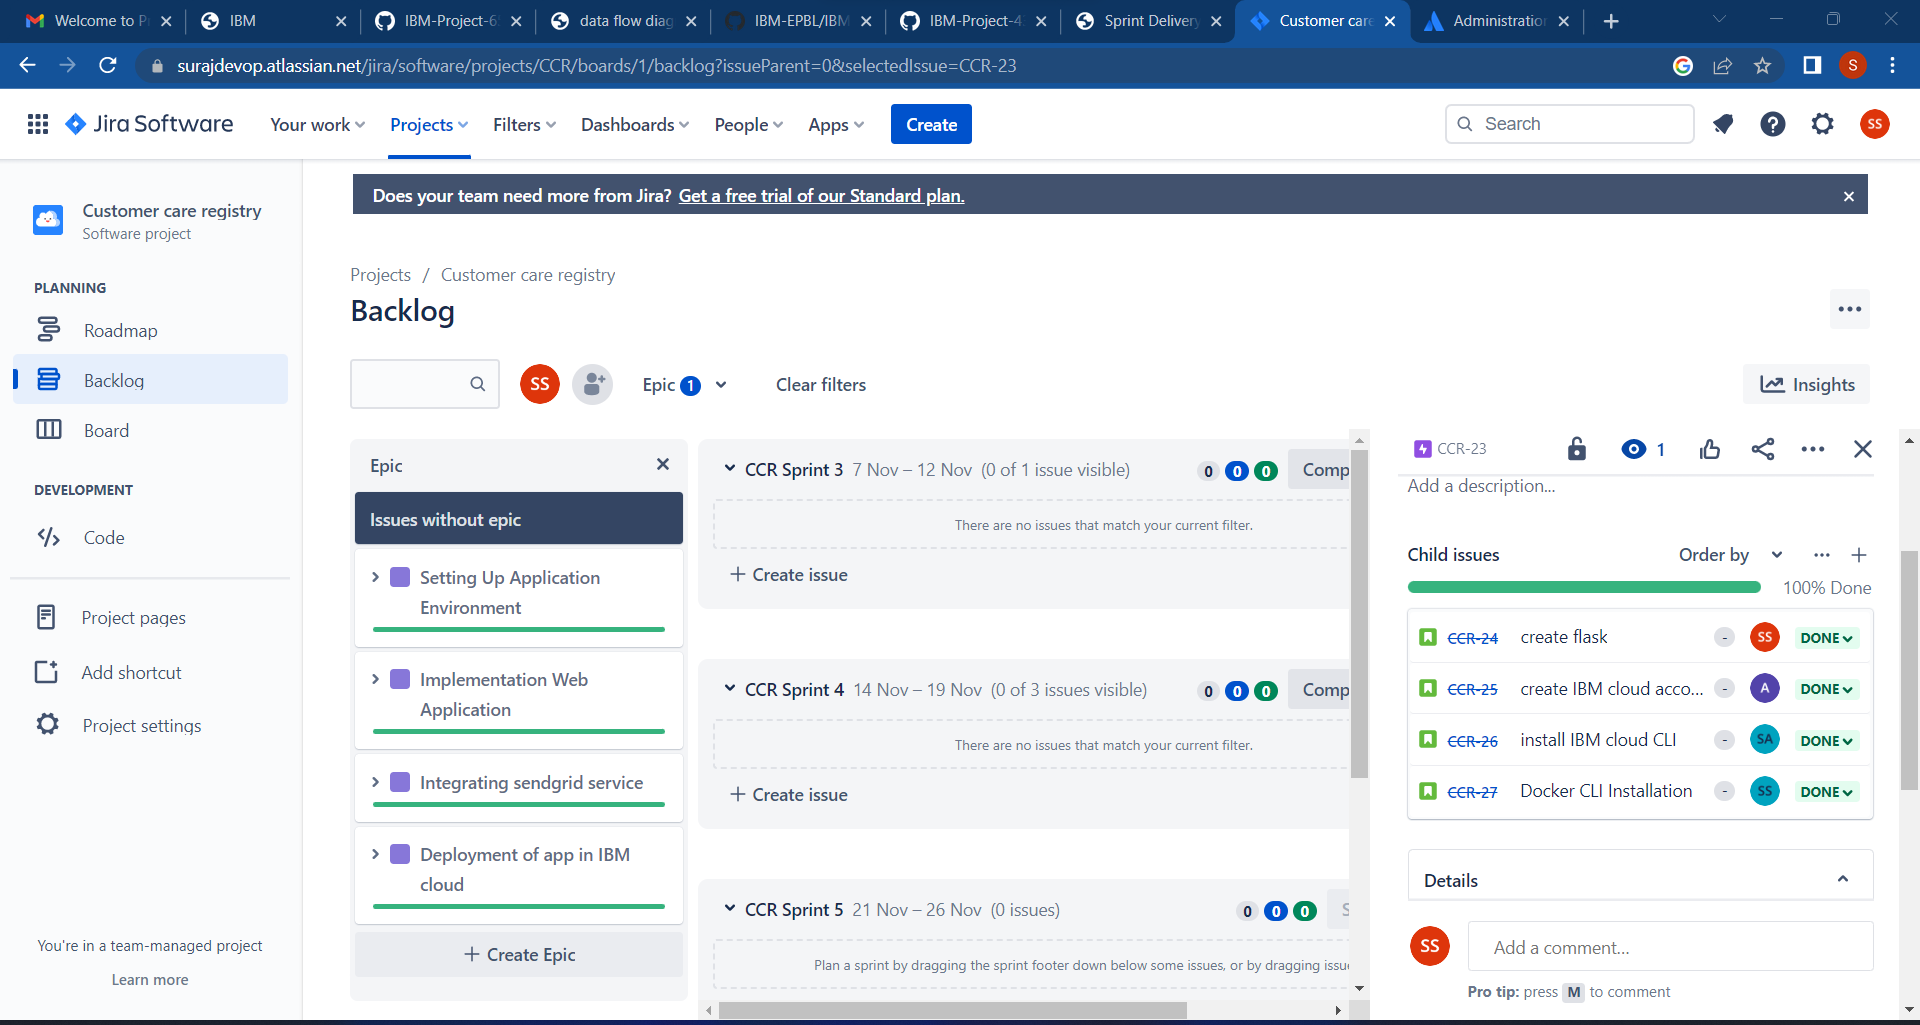 Welcome to P
IBM
IBM-Project-6
data flow diag
IBM-EPBL/IBM
IBM-Project-4
Sprint Delivery
Customer care
Administration
surajdevop.atlassian.net/jira/software/projects/CCR/boards/1/backlog?issueParent=0&selectedIssue=CCR-23
S
Jira Software
Your work
Projects
Filters
Dashboards
People
Apps
Create
Search
SS
Does your team need more from Jira? Get a free trial of our Standard plan.
Customer care registry
Software project
PLANNING
Roadmap
Backlog
Board
DEVELOPMENT
Code
Project pages
Add shortcut
Project settings
You're in a team-managed project
Learn more
Projects / Customer care registry
Backlog
SS
Epic 1
Clear filters
Insights
Epic
Issues without epic
Setting Up Application
Environment
Implementation Web
Application
Integrating sendgrid service
Deployment of app in IBM
cloud
+ Create Epic
CCR Sprint 3 7 Nov – 12 Nov (0 of 1 issue visible)
0 0 0
Comp
There are no issues that match your current filter.
+ Create issue
CCR Sprint 4 14 Nov – 19 Nov (0 of 3 issues visible)
0 0 0
Comp
There are no issues that match your current filter.
+ Create issue
CCR Sprint 5 21 Nov – 26 Nov (0 issues)
0 0 0
S
Plan a sprint by dragging the sprint footer down below some issues, or by dragging issu
CCR-23
1
Add a description...
Child issues
Order by
100% Done
CCR-24 create flask - SS DONE
CCR-25 create IBM cloud acco... - A DONE
CCR-26 install IBM cloud CLI - SA DONE
CCR-27 Docker CLI Installation - SS DONE
Details
SS
Add a comment...
Pro tip: press M to comment